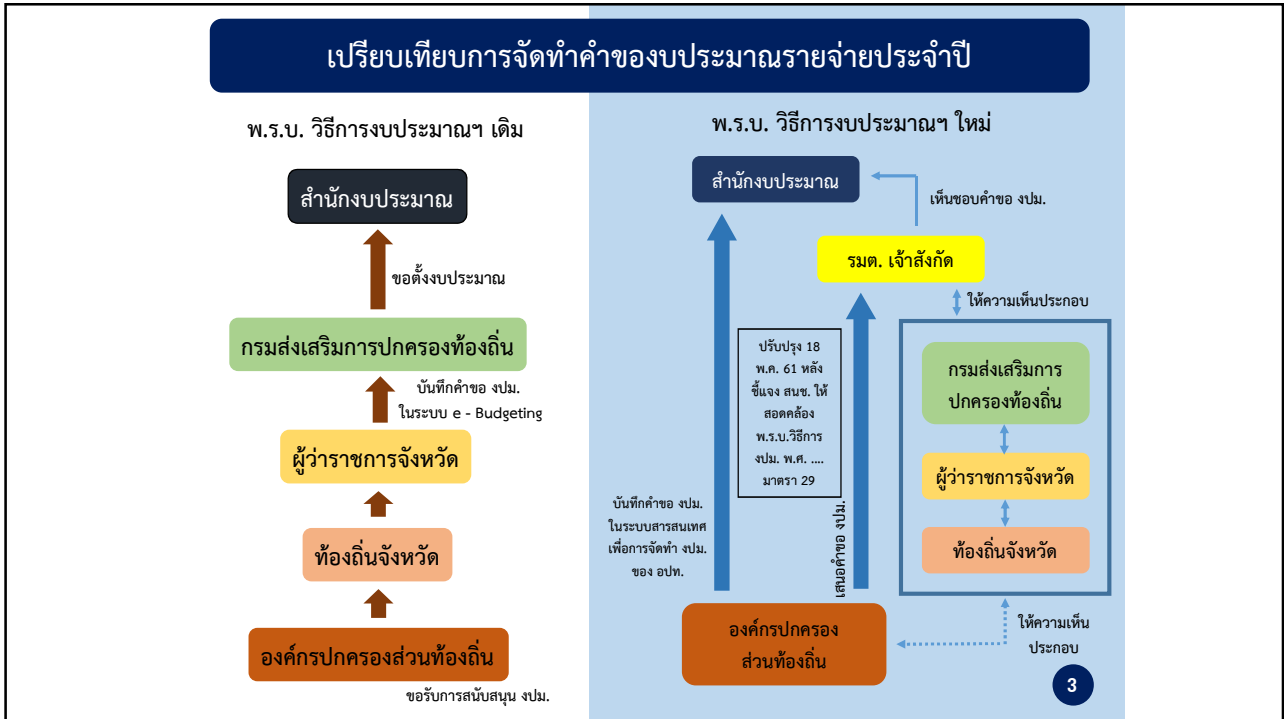 เปรียบเทียบการจัดทำคำของบประมาณรายจ่ายประจำปี
พ.ร.บ. วิธีการงบประมาณฯ เดิม
สำนักงบประมาณ
ขอตั้งงบประมาณ
กรมส่งเสริมการปกครองท้องถิ่น
บันทึกคำขอ งปม.
ในระบบ e - Budgeting
ผู้ว่าราชการจังหวัด
ท้องถิ่นจังหวัด
องค์กรปกครองส่วนท้องถิ่น
ขอรับการสนับสนุน งปม.
พ.ร.บ. วิธีการงบประมาณฯ ใหม่
สำนักงบประมาณ
เห็นชอบคำขอ งปม.
รมต. เจ้าสังกัด
ให้ความเห็นประกอบ
ปรับปรุง 18
พ.ค. 61 หลัง
ชี้แจง สนช. ให้
สอดคล้อง
พ.ร.บ.วิธีการ
งปม. พ.ศ. ....
มาตรา 29
กรมส่งเสริมการ
ปกครองท้องถิ่น
ผู้ว่าราชการจังหวัด
ท้องถิ่นจังหวัด
บันทึกคำขอ งปม.
ในระบบสารสนเทศ
เพื่อการจัดทำ งปม.
ของ อปท.
เสนอคำขอ งปม.
องค์กรปกครอง
ส่วนท้องถิ่น
ให้ความเห็น
ประกอบ
3